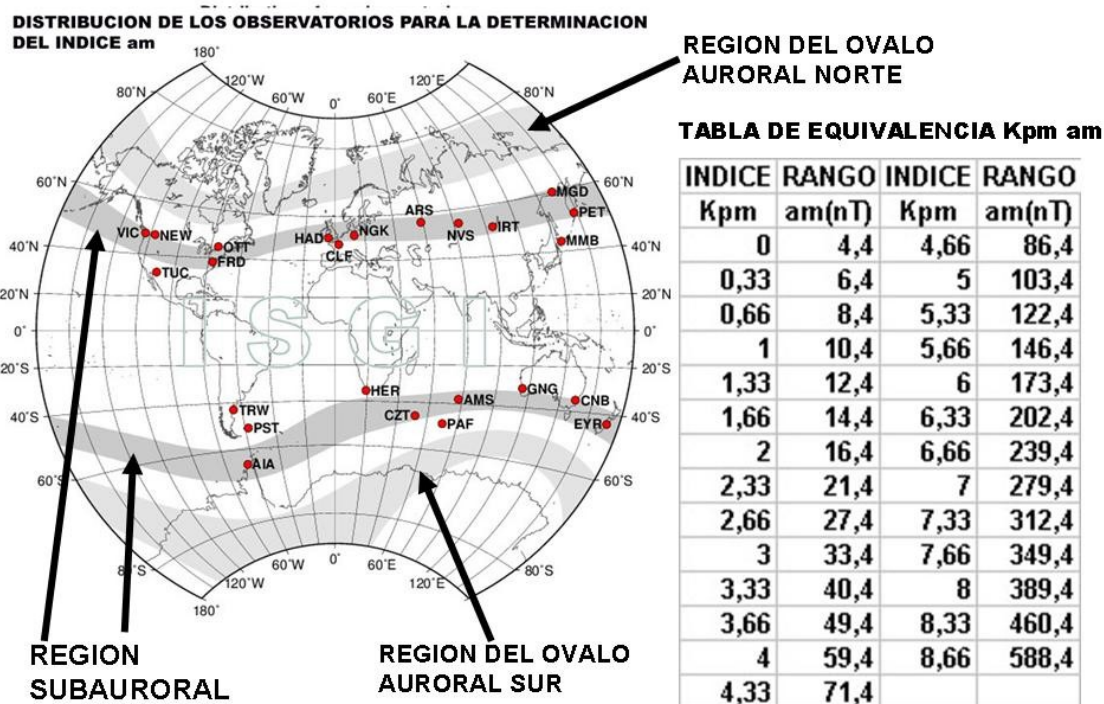 DISTRIBUCION DE LOS OBSERVATORIOS PARA LA DETERMINACION
DEL INDICE am
REGION DEL OVALO
AURORAL NORTE
180˚
120˚W
120˚E
60˚W
0˚
60˚E
80˚N
80˚N
60˚N
60˚N
40˚N
40˚N
20˚N
20˚N
0˚
0˚
20˚S
20˚S
40˚S
40˚S
60˚S
60˚S
80˚S
80˚S
120˚W
60˚W
0˚
60˚E
120˚E
180˚
MGD
PET
ARS
VIC
NEW
OTT
HAD
NGK
NVS
IRT
MMB
CLF
FRD
TUC
ISGI
HER
GNG
AMS
CNB
TRW
CZT
PAF
EYR
PST
AIA
REGION
SUBAURORAL
REGION DEL OVALO
AURORAL SUR
TABLA DE EQUIVALENCIA Kpm am
INDICE RANGO INDICE RANGO
Kpm am(nT) Kpm am(nT)
0 4,4 4,66 86,4
0,33 6,4 5 103,4
0,66 8,4 5,33 122,4
1 10,4 5,66 146,4
1,33 12,4 6 173,4
1,66 14,4 6,33 202,4
2 16,4 6,66 239,4
2,33 21,4 7 279,4
2,66 27,4 7,33 312,4
3 33,4 7,66 349,4
3,33 40,4 8 389,4
3,66 49,4 8,33 460,4
4 59,4 8,66 588,4
4,33 71,4